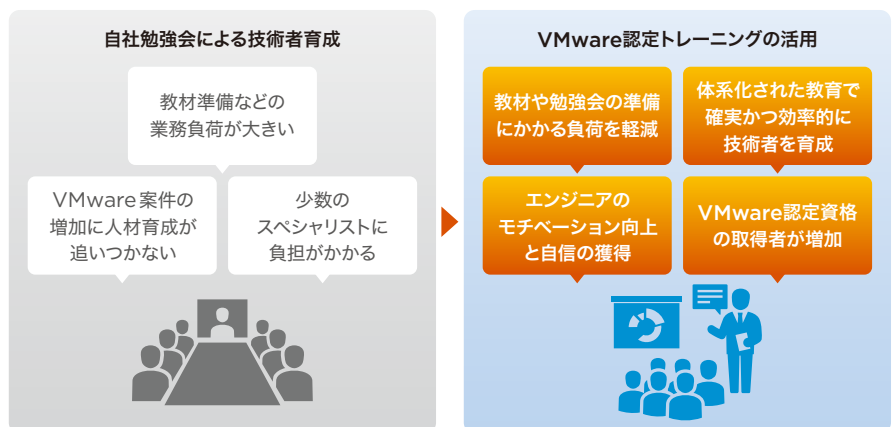 自社勉強会による技術者育成
教材準備などの
業務負荷が大きい
VMware案件の
増加に人材育成が
追いつかない
少数の
スペシャリストに
負担がかかる
VMware認定トレーニングの活用
教材や勉強会の準備
にかかる負荷を軽減
体系化された教育で
確実かつ効率的に
技術者を育成
エンジニアの
モチベーション向上
と自信の獲得
VMware認定資格
の取得者が増加